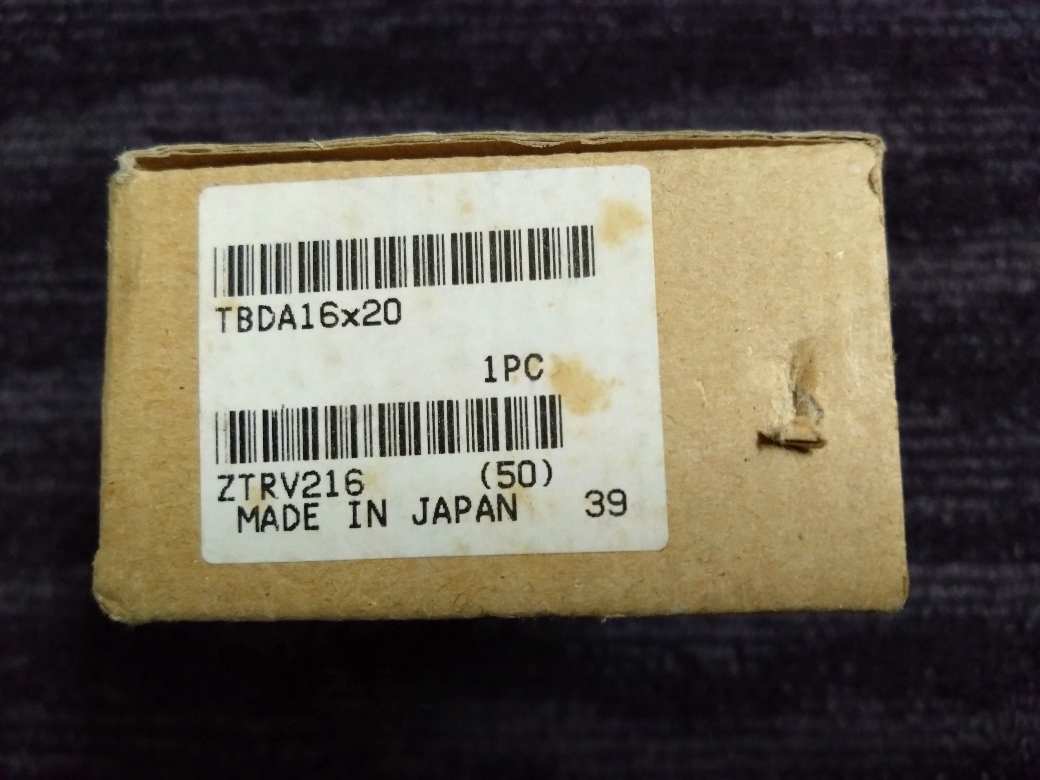 TBDA16x20
1PC
ZTRV216 (50)
MADE IN JAPAN 39